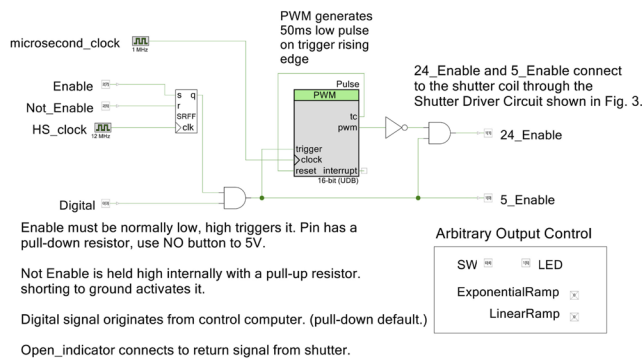 PWM generates
50ms low pulse
on trigger rising
edge
microsecond_clock
1 MHz
24_Enable and 5_Enable connect
to the shutter coil through the
Shutter Driver Circuit shown in Fig. 3.
Enable
Not_Enable
HS_clock
12 MHz
s q
r
SRFF
clk
Pulse
PWM
tc
pwm
trigger
clock
reset interrupt
16-bit (UDB)
24_Enable
Digital
5_Enable
Enable must be normally low, high triggers it. Pin has a
pull-down resistor, use NO button to 5V.
Not Enable is held high internally with a pull-up resistor.
shorting to ground activates it.
Digital signal originates from control computer. (pull-down default.)
Open_indicator connects to return signal from shutter.
Arbitrary Output Control
SW LED
ExponentialRamp
LinearRamp